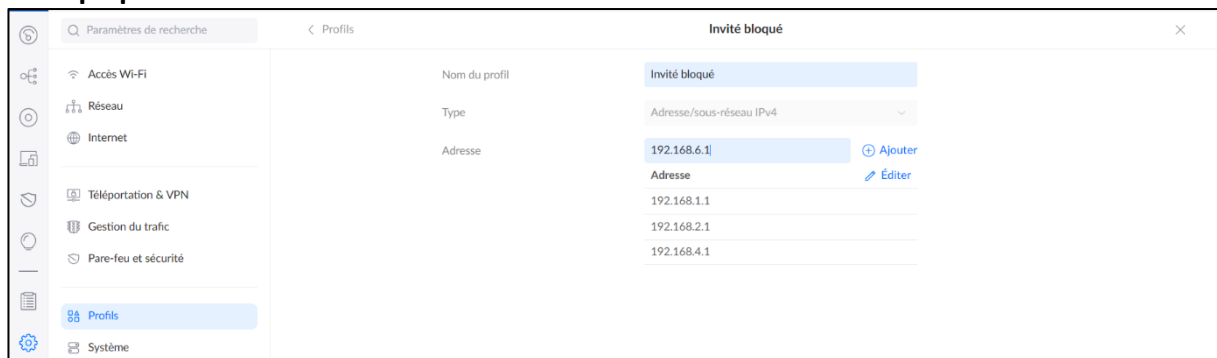 Paramètres de recherche
Profils
Invité bloqué
Accès Wi-Fi
Réseau
Internet
Téléportation & VPN
Gestion du trafic
Pare-feu et sécurité
Profils
Système
Nom du profil
Invité bloqué
Type
Adresse/sous-réseau IPv4
Adresse
192.168.6.1
Ajouter
Adresse
Éditer
192.168.1.1
192.168.2.1
192.168.4.1